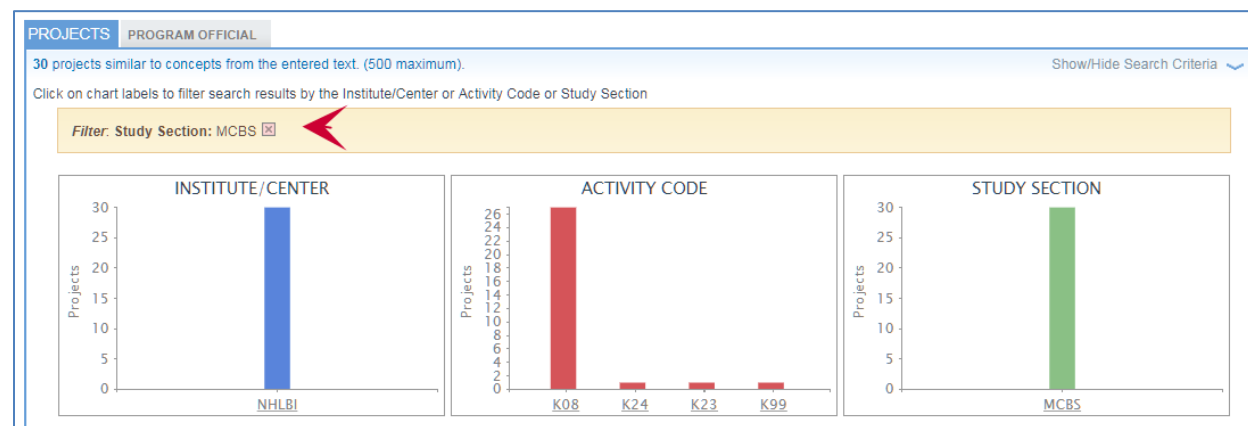 PROJECTS PROGRAM OFFICIAL
30 projects similar to concepts from the entered text. (500 maximum).
Show/Hide Search Criteria
Click on chart labels to filter search results by the Institute/Center or Activity Code or Study Section
Filter: Study Section: MCBS
INSTITUTE/CENTER
30
25
20
15
10
5
0
Projects
NHLBI
ACTIVITY CODE
26
24
22
20
18
16
14
12
10
8
6
4
2
0
Projects
K08 K24 K23 K99
STUDY SECTION
30
25
20
15
10
5
0
Projects
MCBS